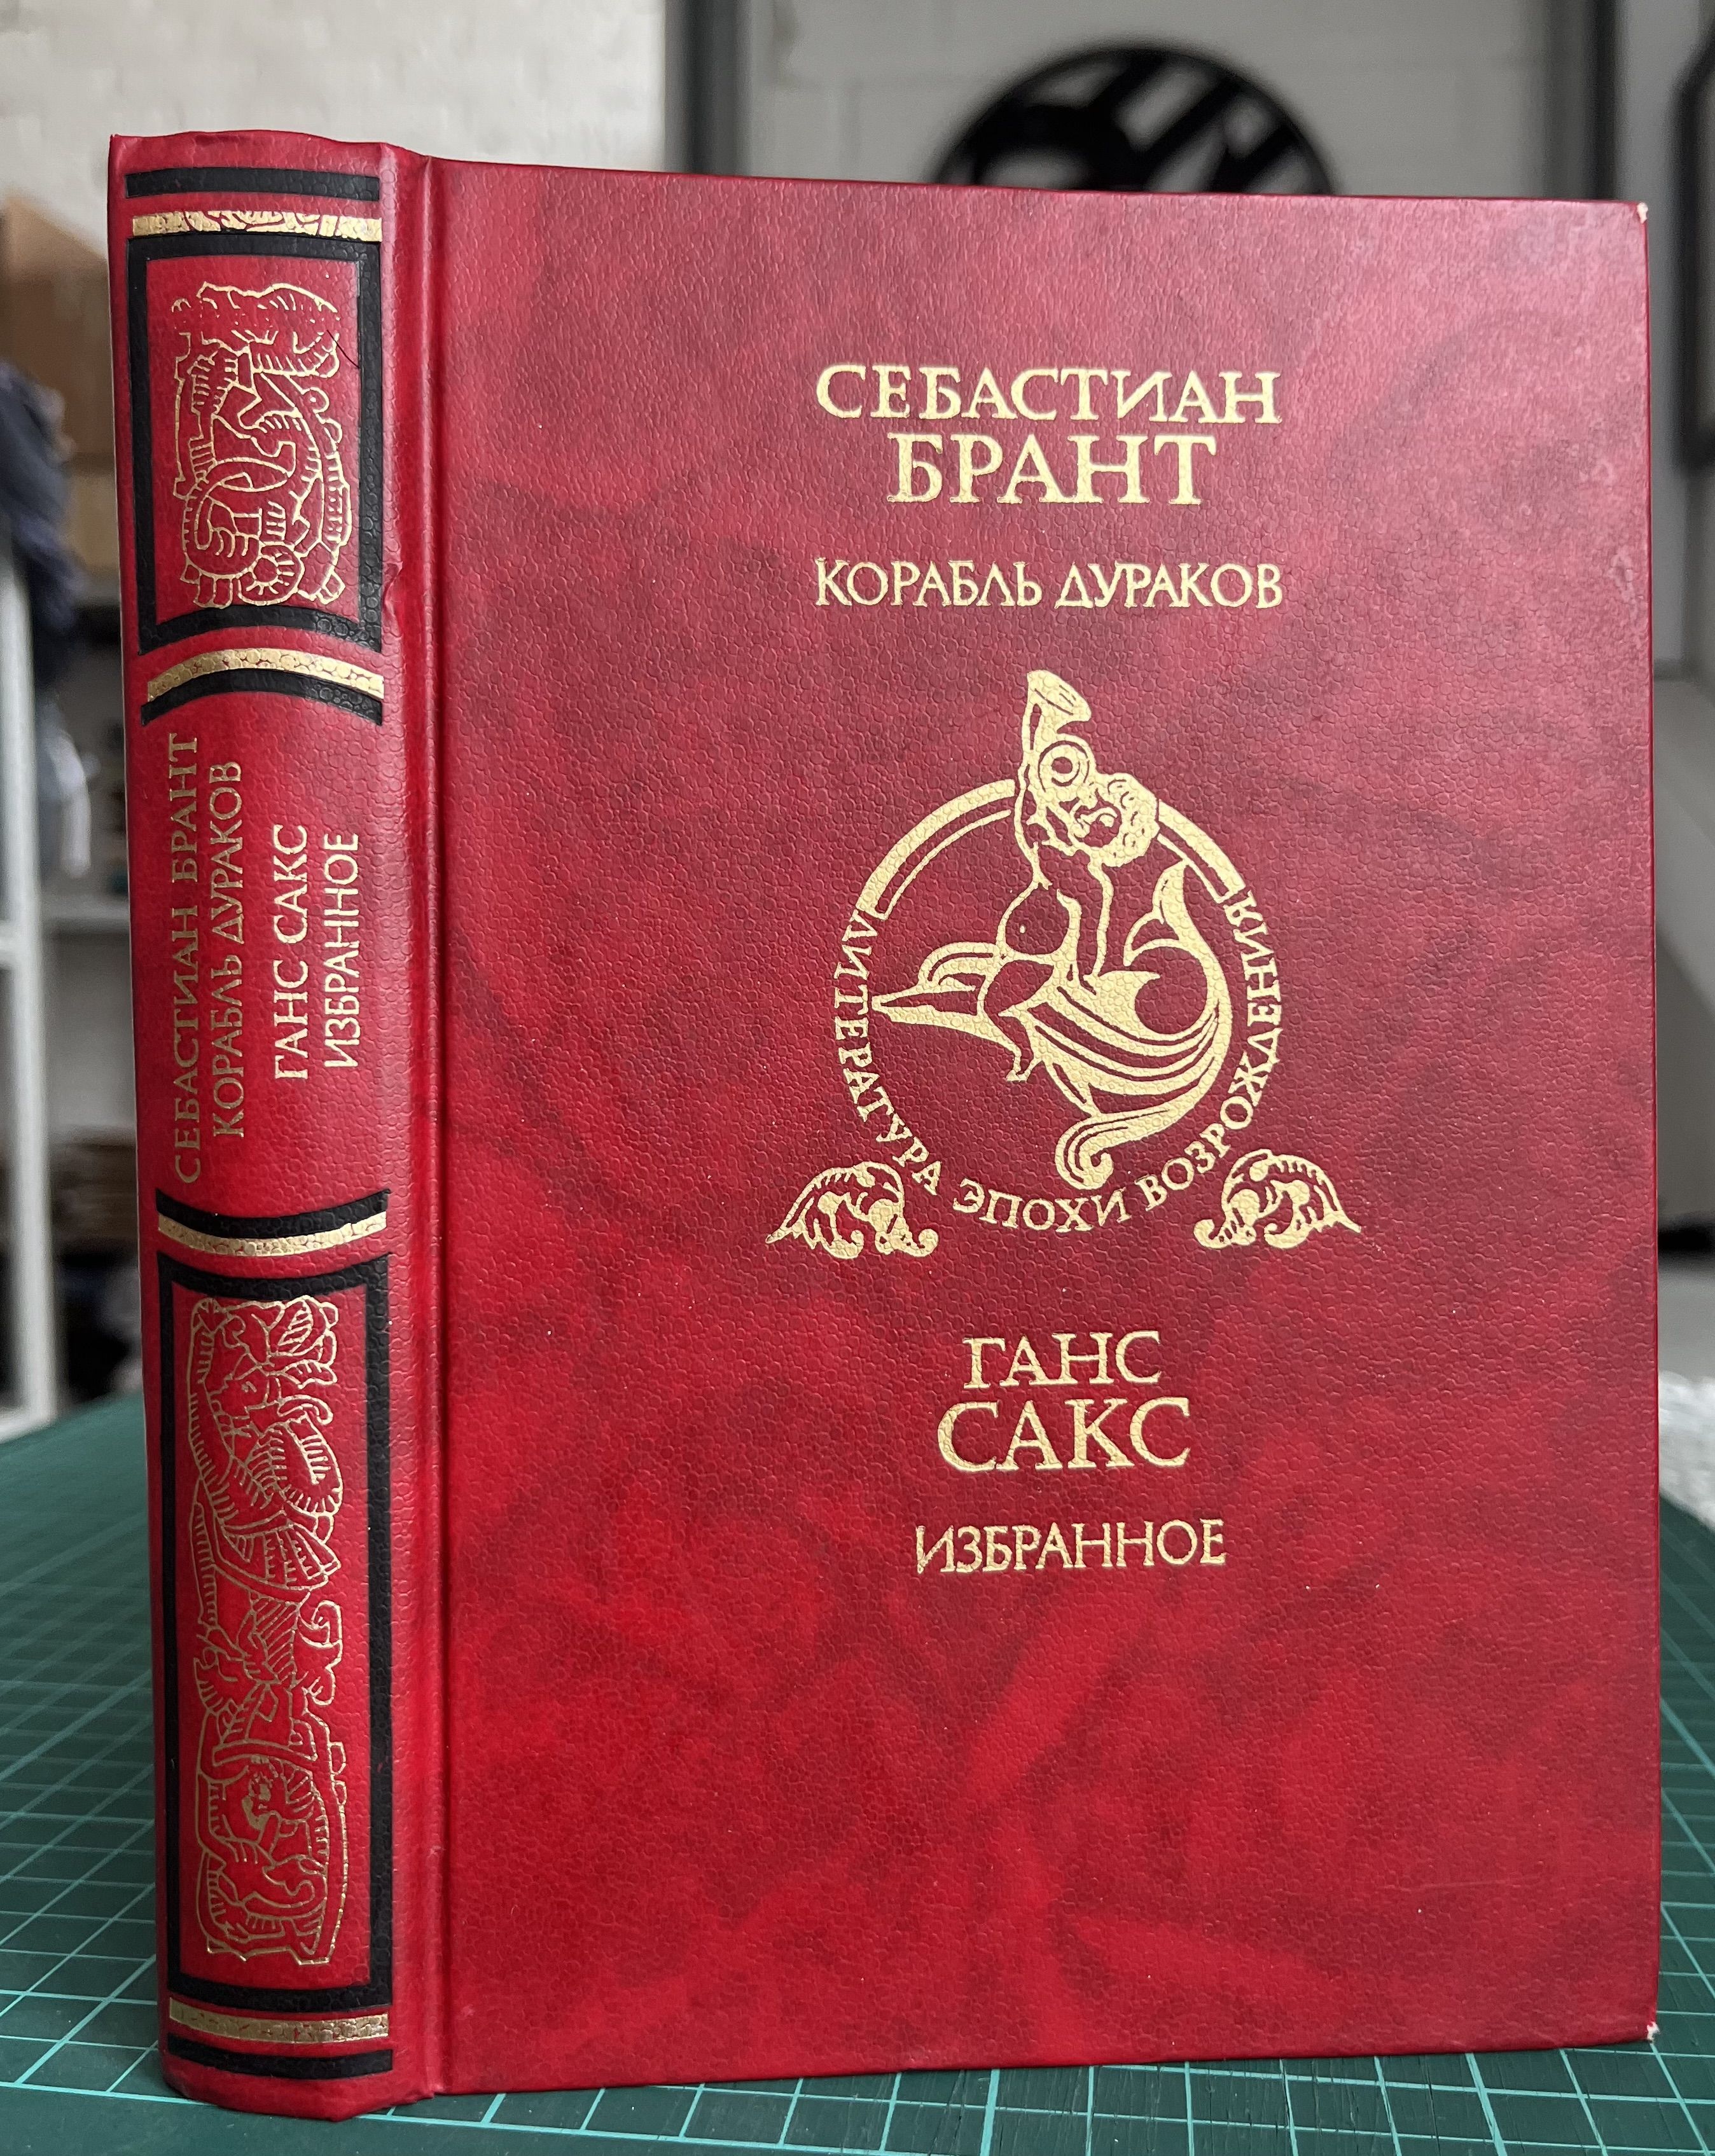 СЕБАСТИАН БРАНТ
КОРАБЛЬ ДУРАКОВ
ГАНС САКС
ИЗБРАННОЕ
СЕБАСТИАН
БРАНТ
КОРАБЛЬ ДУРАКОВ
ЛИТЕРАТУРА ЭПОХИ ВОЗРОЖДЕНИЯ
ГАНС
САКС
ИЗБРАННОЕ